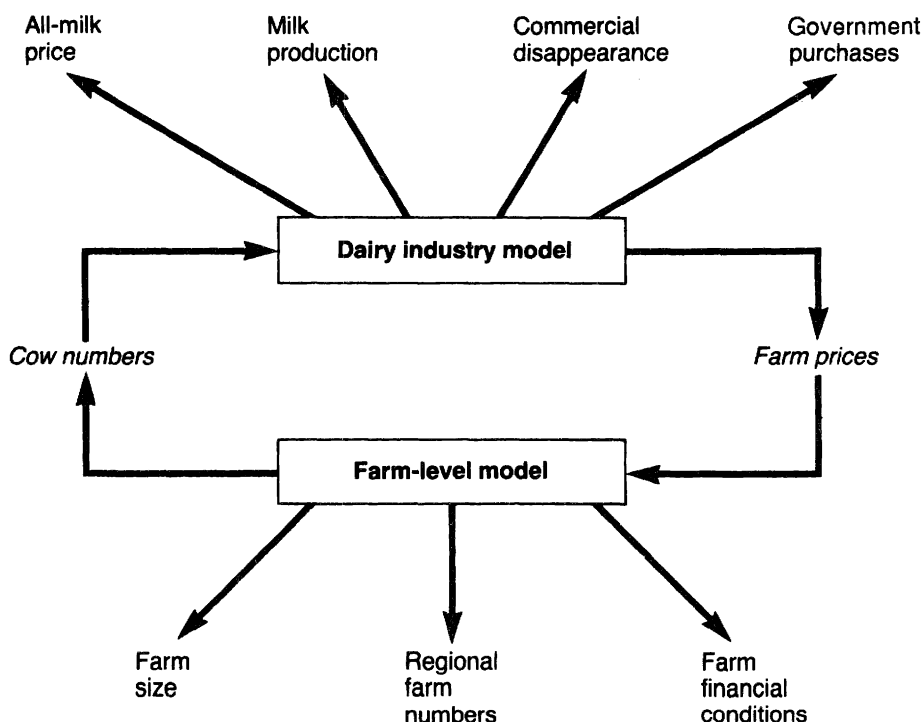 All-milk
price
Milk
production
Commercial
disappearance
Government
purchases
Dairy industry model
Cow numbers
Farm prices
Farm-level model
Farm
size
Regional
farm
numbers
Farm
financial
conditions